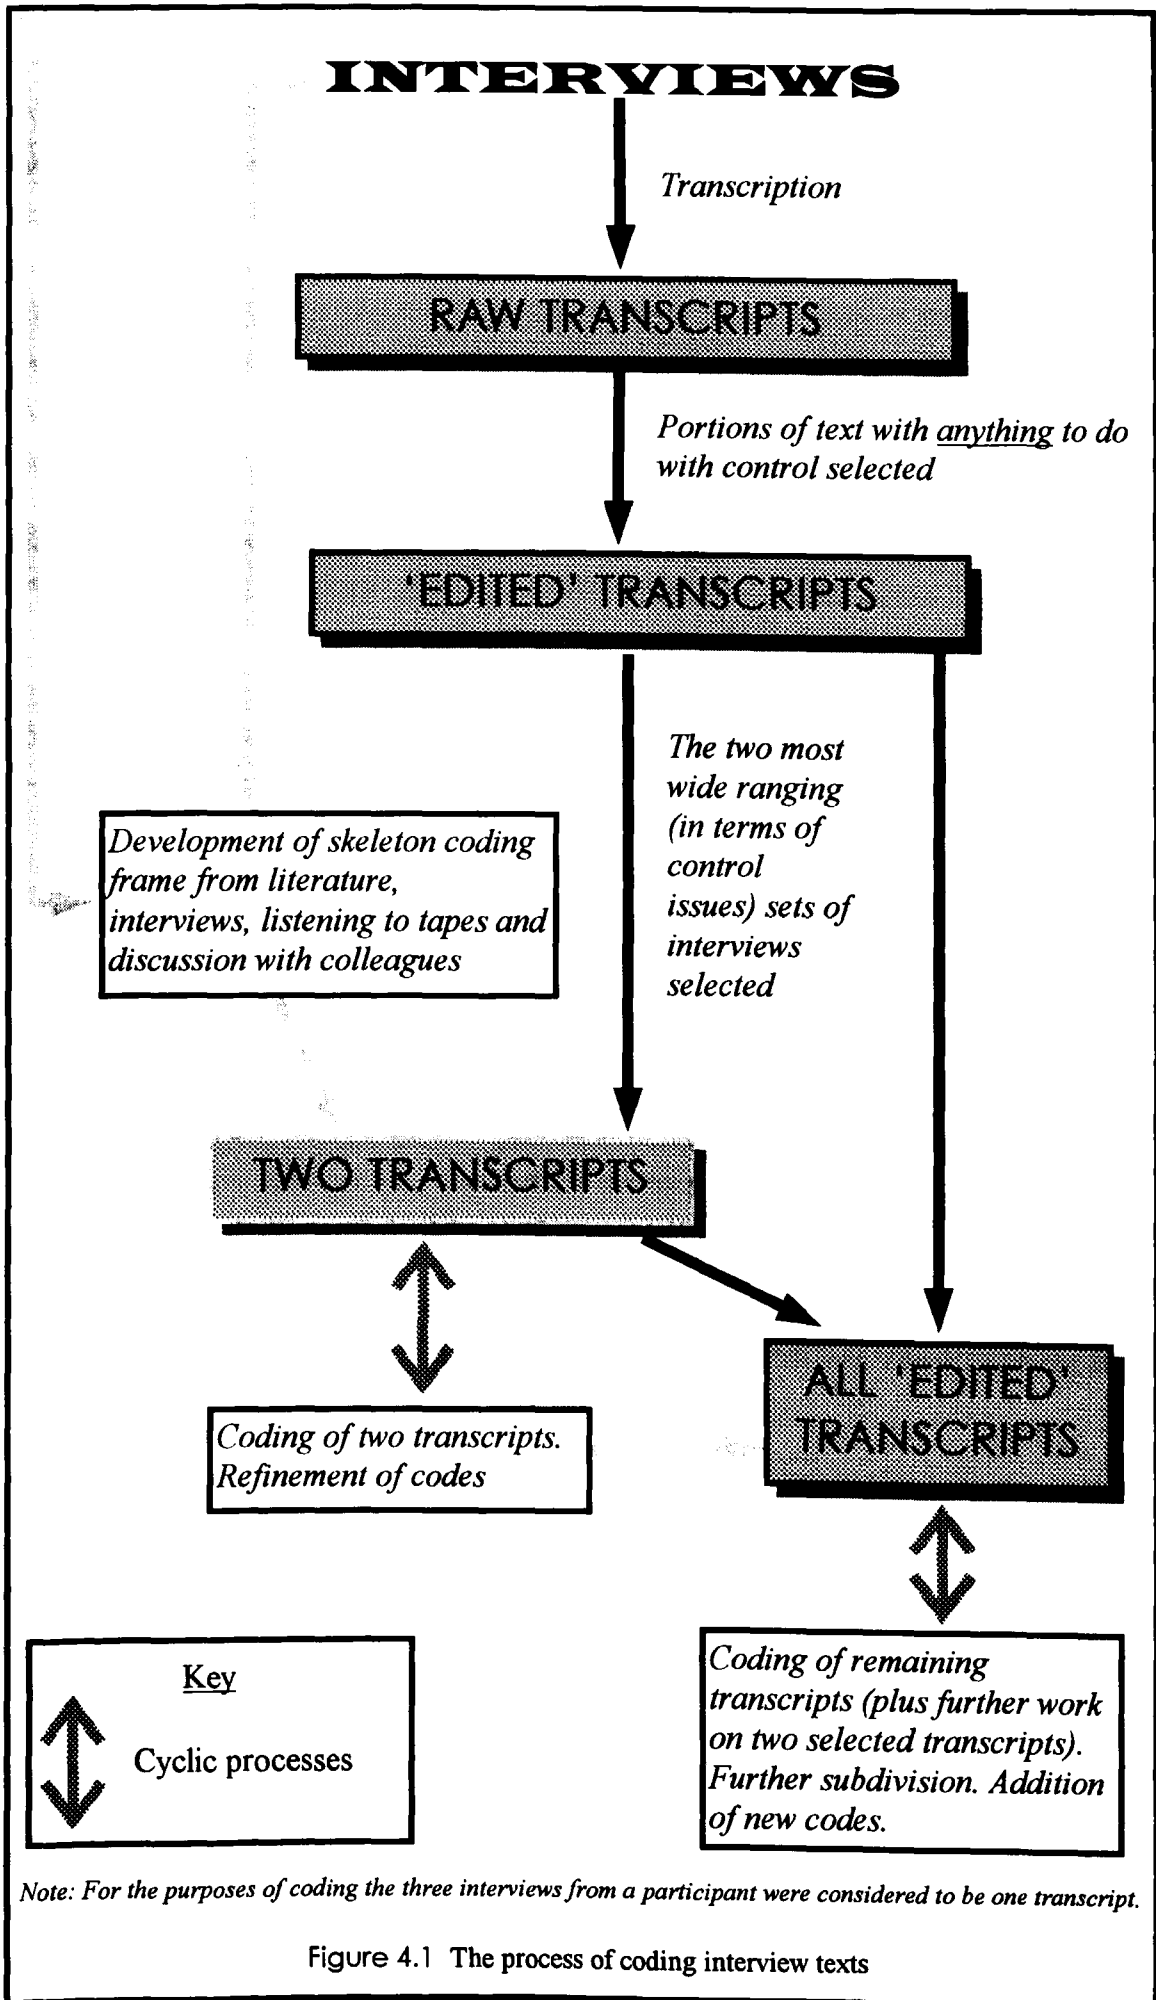 INTERVIEWS
Transcription
RAW TRANSCRIPTS
Portions of text with anything to do
with control selected
'EDITED' TRANSCRIPTS
The two most
wide ranging
(in terms of
control
issues) sets of
interviews
selected
Development of skeleton coding
frame from literature,
interviews, listening to tapes and
discussion with colleagues
TWO TRANSCRIPTS
Coding of two transcripts.
Refinement of codes
ALL 'EDITED'
TRANSCRIPTS
Coding of remaining
transcripts (plus further work
on two selected transcripts).
Further subdivision. Addition
of new codes.
Key
Cyclic processes
Note: For the purposes of coding the three interviews from a participant were considered to be one transcript.
Figure 4.1 The process of coding interview texts